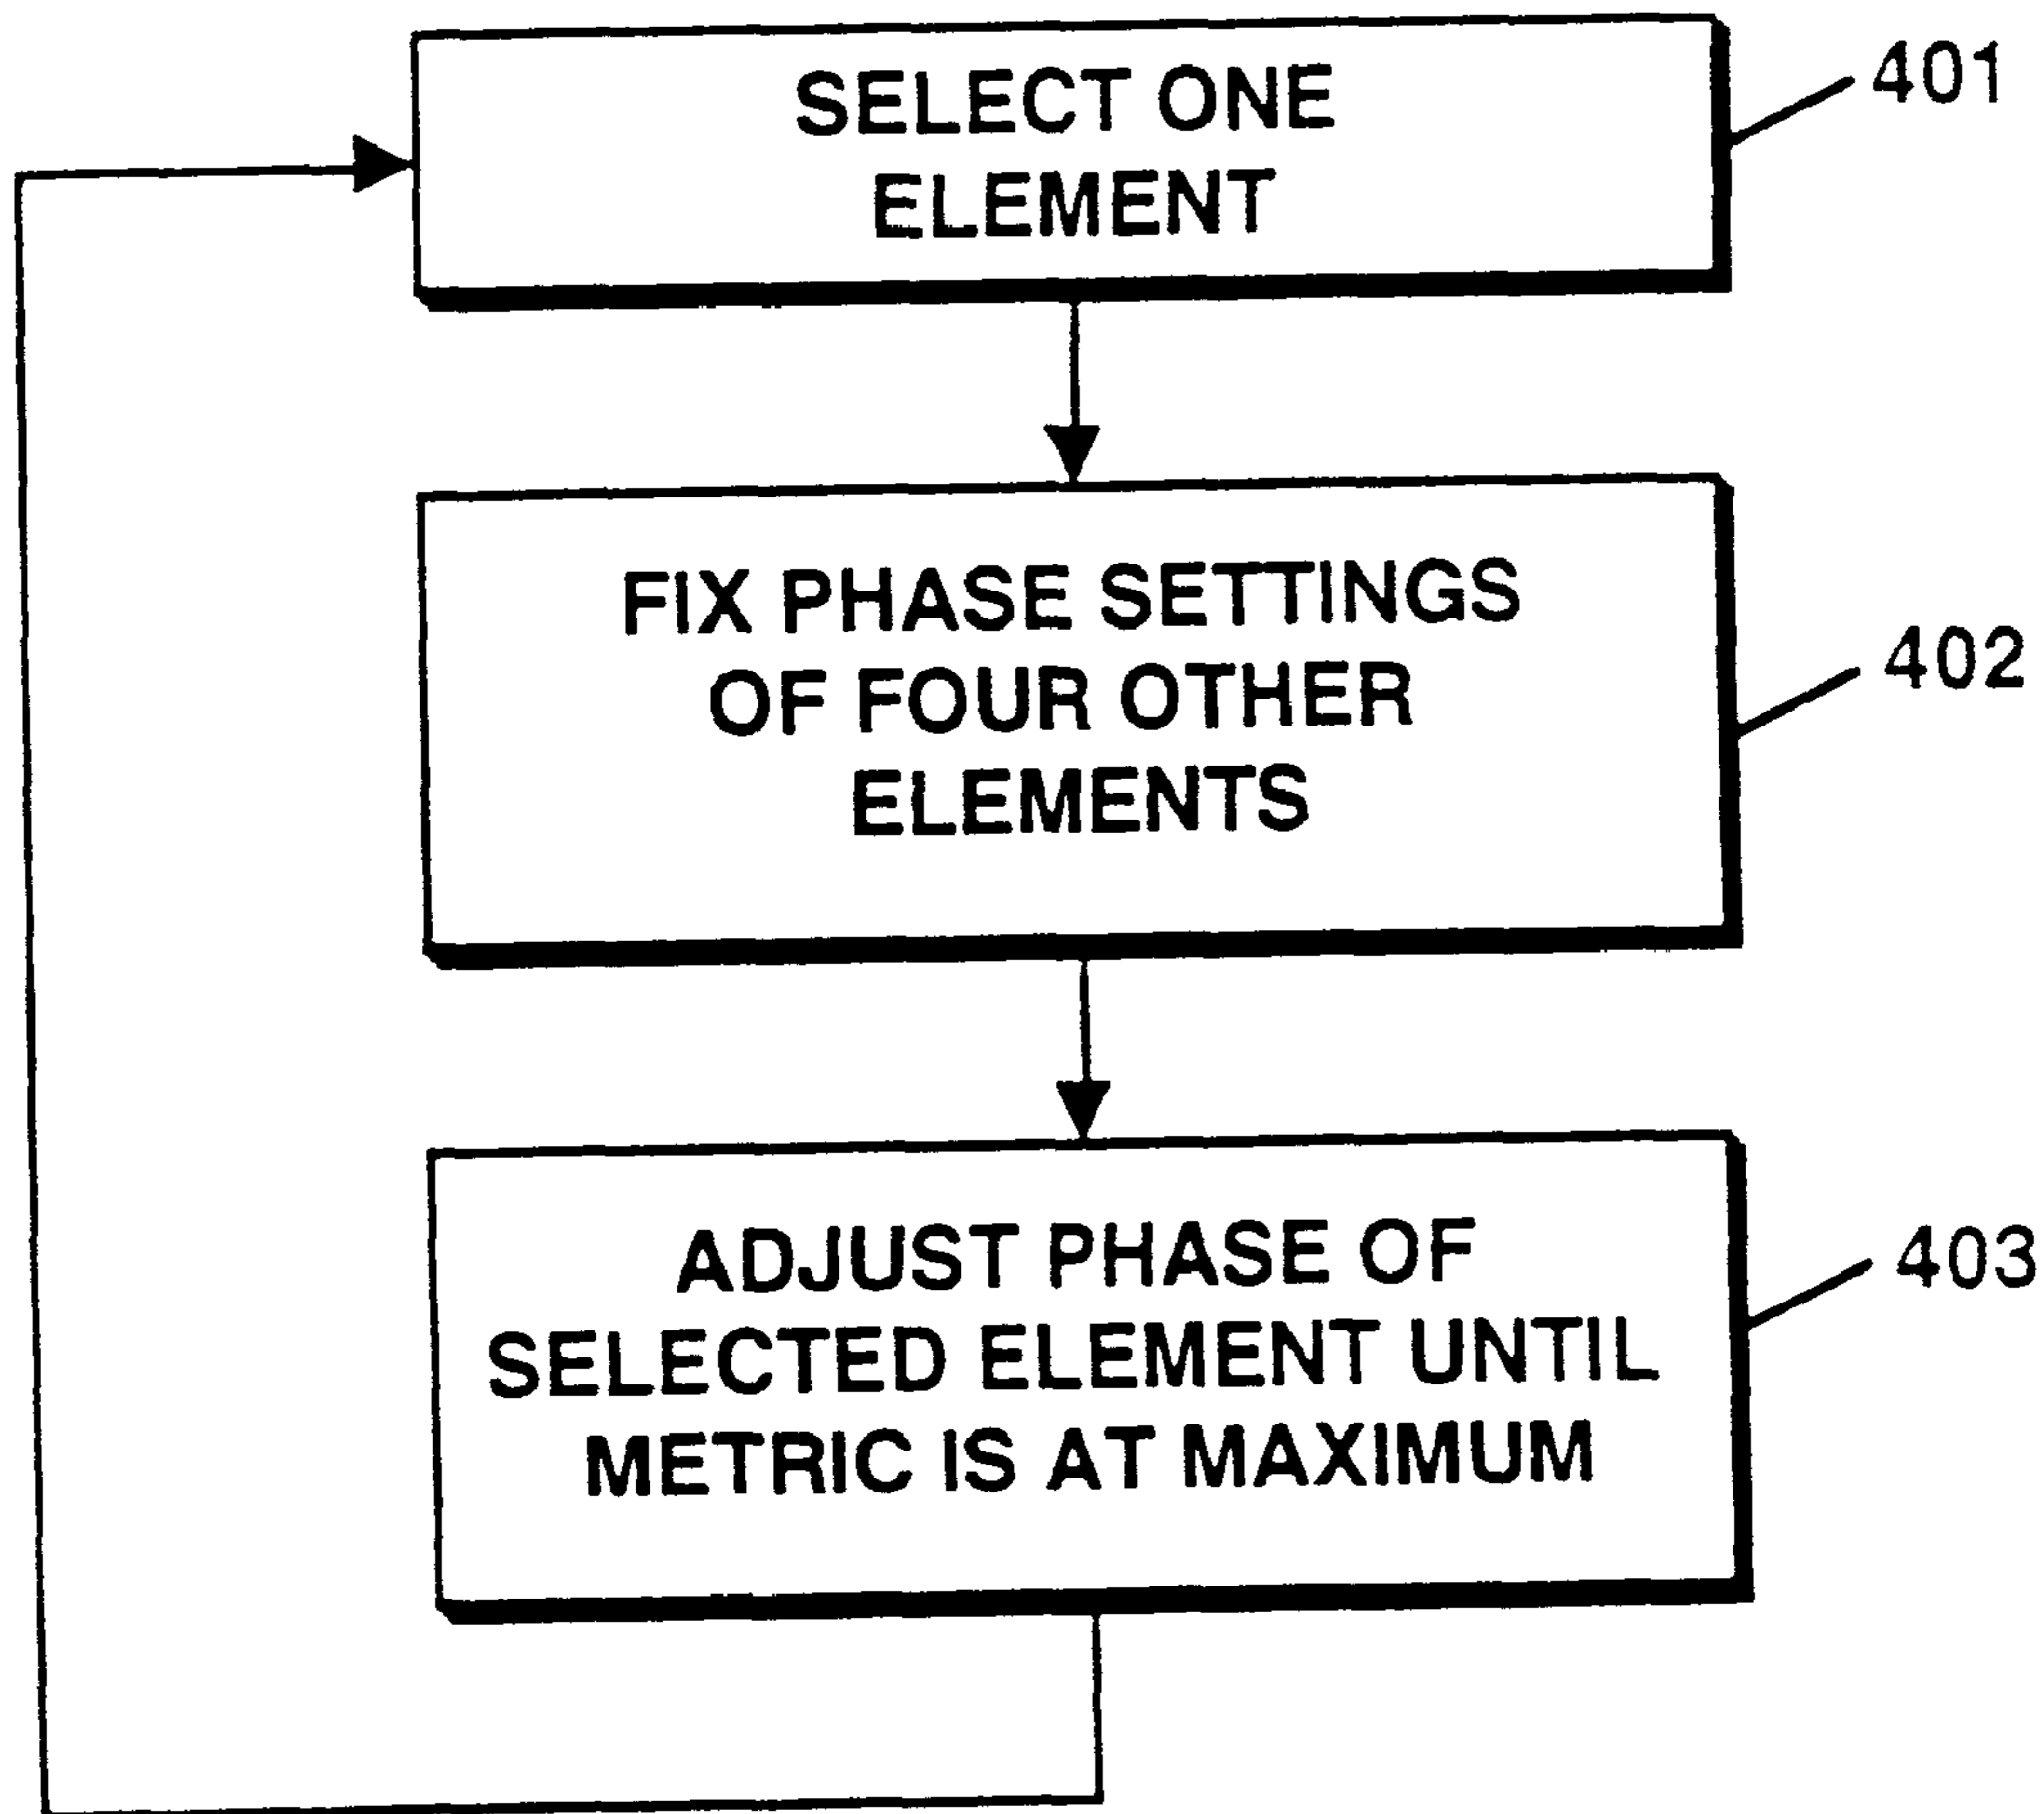 SELECT ONE
ELEMENT
401
FIX PHASE SETTINGS
OF FOUR OTHER
ELEMENTS
402
ADJUST PHASE OF
SELECTED ELEMENT UNTIL
METRIC IS AT MAXIMUM
403